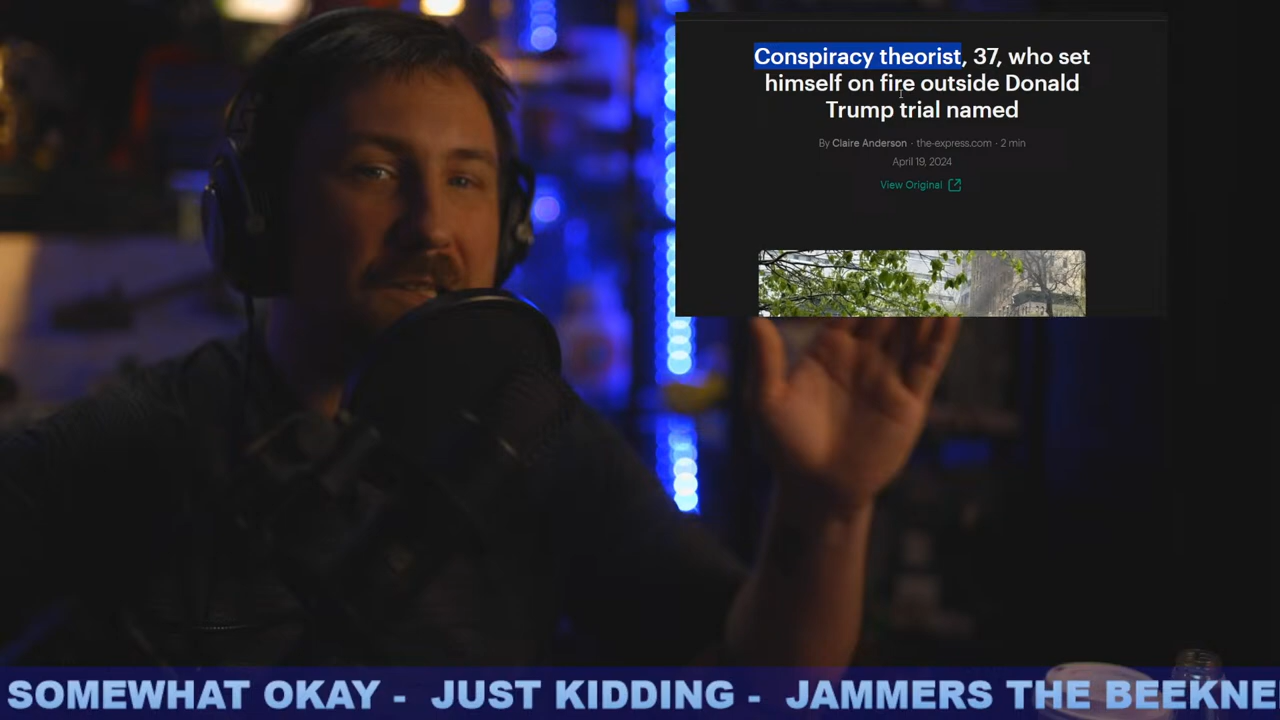 Conspiracy theorist, 37, who set
himself on fire outside Donald
Trump trial named
By Claire Anderson · the-express.com · 2 min
April 19, 2024
View Original
SOMEWHAT OKAY - JUST KIDDING - JAMMERS THE BEEKNE